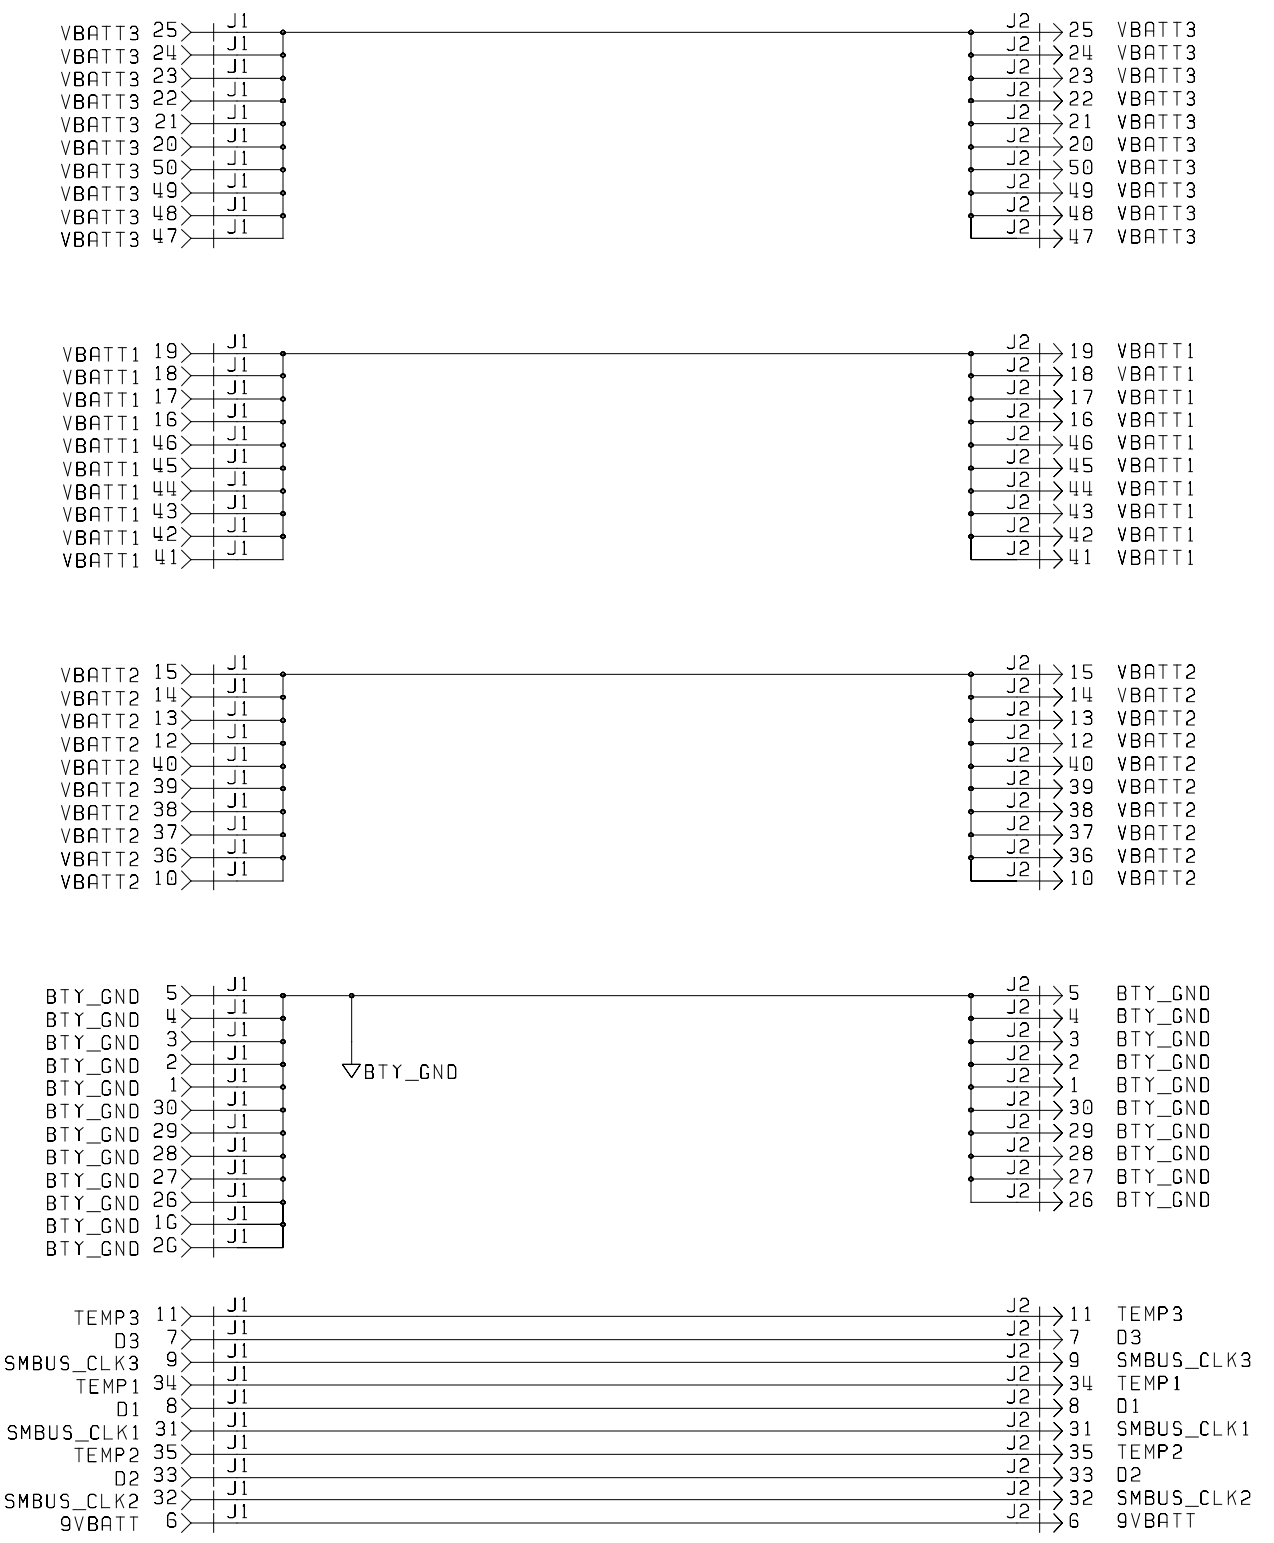 VBATT3 25 J1 J2 25 VBATT3
VBATT3 24 J1 J2 24 VBATT3
VBATT3 23 J1 J2 23 VBATT3
VBATT3 22 J1 J2 22 VBATT3
VBATT3 21 J1 J2 21 VBATT3
VBATT3 20 J1 J2 20 VBATT3
VBATT3 50 J1 J2 50 VBATT3
VBATT3 49 J1 J2 49 VBATT3
VBATT3 48 J1 J2 48 VBATT3
VBATT3 47 J1 J2 47 VBATT3
VBATT1 19 J1 J2 19 VBATT1
VBATT1 18 J1 J2 18 VBATT1
VBATT1 17 J1 J2 17 VBATT1
VBATT1 16 J1 J2 16 VBATT1
VBATT1 46 J1 J2 46 VBATT1
VBATT1 45 J1 J2 45 VBATT1
VBATT1 44 J1 J2 44 VBATT1
VBATT1 43 J1 J2 43 VBATT1
VBATT1 42 J1 J2 42 VBATT1
VBATT1 41 J1 J2 41 VBATT1
VBATT2 15 J1 J2 15 VBATT2
VBATT2 14 J1 J2 14 VBATT2
VBATT2 13 J1 J2 13 VBATT2
VBATT2 12 J1 J2 12 VBATT2
VBATT2 40 J1 J2 40 VBATT2
VBATT2 39 J1 J2 39 VBATT2
VBATT2 38 J1 J2 38 VBATT2
VBATT2 37 J1 J2 37 VBATT2
VBATT2 36 J1 J2 36 VBATT2
VBATT2 10 J1 J2 10 VBATT2
BTY_GND 5 J1 J2 5 BTY_GND
BTY_GND 4 J1 J2 4 BTY_GND
BTY_GND 3 J1 J2 3 BTY_GND
BTY_GND 2 J1 J2 2 BTY_GND
BTY_GND
BTY_GND 1 J1 J2 1 BTY_GND
BTY_GND 30 J1 J2 30 BTY_GND
BTY_GND 29 J1 J2 29 BTY_GND
BTY_GND 28 J1 J2 28 BTY_GND
BTY_GND 27 J1 J2 27 BTY_GND
BTY_GND 26 J1 J2 26 BTY_GND
BTY_GND 1G J1
BTY_GND 2G J1
TEMP3 11 J1 J2 11 TEMP3
D3 7 J1 J2 7 D3
SMBUS_CLK3 9 J1 J2 9 SMBUS_CLK3
TEMP1 34 J1 J2 34 TEMP1
D1 8 J1 J2 8 D1
SMBUS_CLK1 31 J1 J2 31 SMBUS_CLK1
TEMP2 35 J1 J2 35 TEMP2
D2 33 J1 J2 33 D2
SMBUS_CLK2 32 J1 J2 32 SMBUS_CLK2
9VBATT 6 J1 J2 6 9VBATT